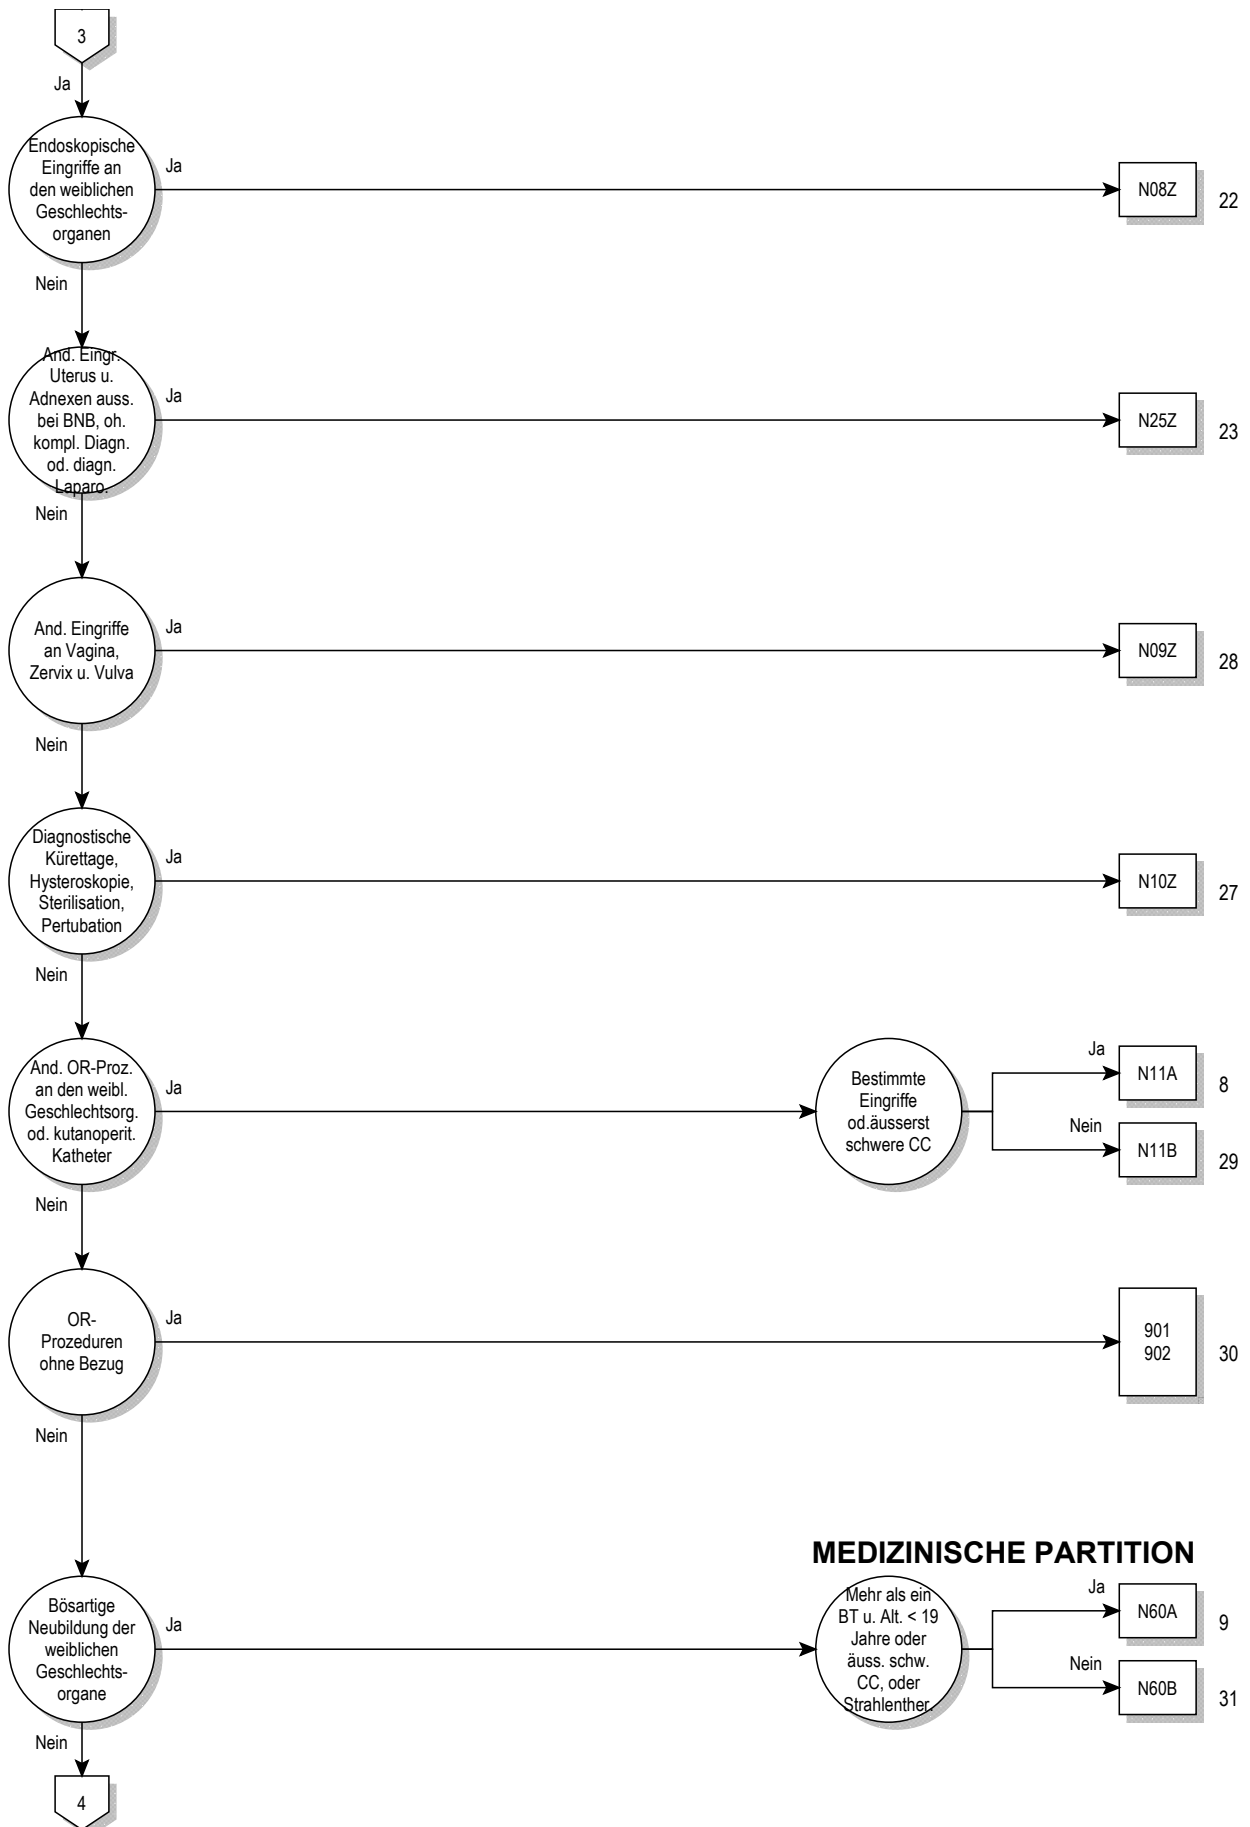 3
Ja
Endoskopische
Eingriffe an
den weiblichen
Geschlechts-
organen
Ja
N08Z
22
Nein
And. Eingr.
Uterus u.
Adnexen auss.
bei BNB, oh.
kompl. Diagn.
od. diagn.
Laparo.
Ja
N25Z
23
Nein
And. Eingriffe
an Vagina,
Zervix u. Vulva
Ja
N09Z
28
Nein
Diagnostische
Kürettage,
Hysteroskopie,
Sterilisation,
Pertubation
Ja
N10Z
27
Nein
And. OR-Proz.
an den weibl.
Geschlechtsorg.
od. kutanoperit.
Katheter
Ja
Bestimmte
Eingriffe
od.äusserst
schwere CC
Ja
N11A
8
Nein
N11B
29
Nein
OR-
Prozeduren
ohne Bezug
Ja
901
902
30
Nein
MEDIZINISCHE PARTITION
Bösartige
Neubildung der
weiblichen
Geschlechts-
organe
Ja
Mehr als ein
BT u. Alt. < 19
Jahre oder
äuss. schw.
CC, oder
Strahlenther.
Ja
N60A
9
Nein
N60B
31
Nein
4